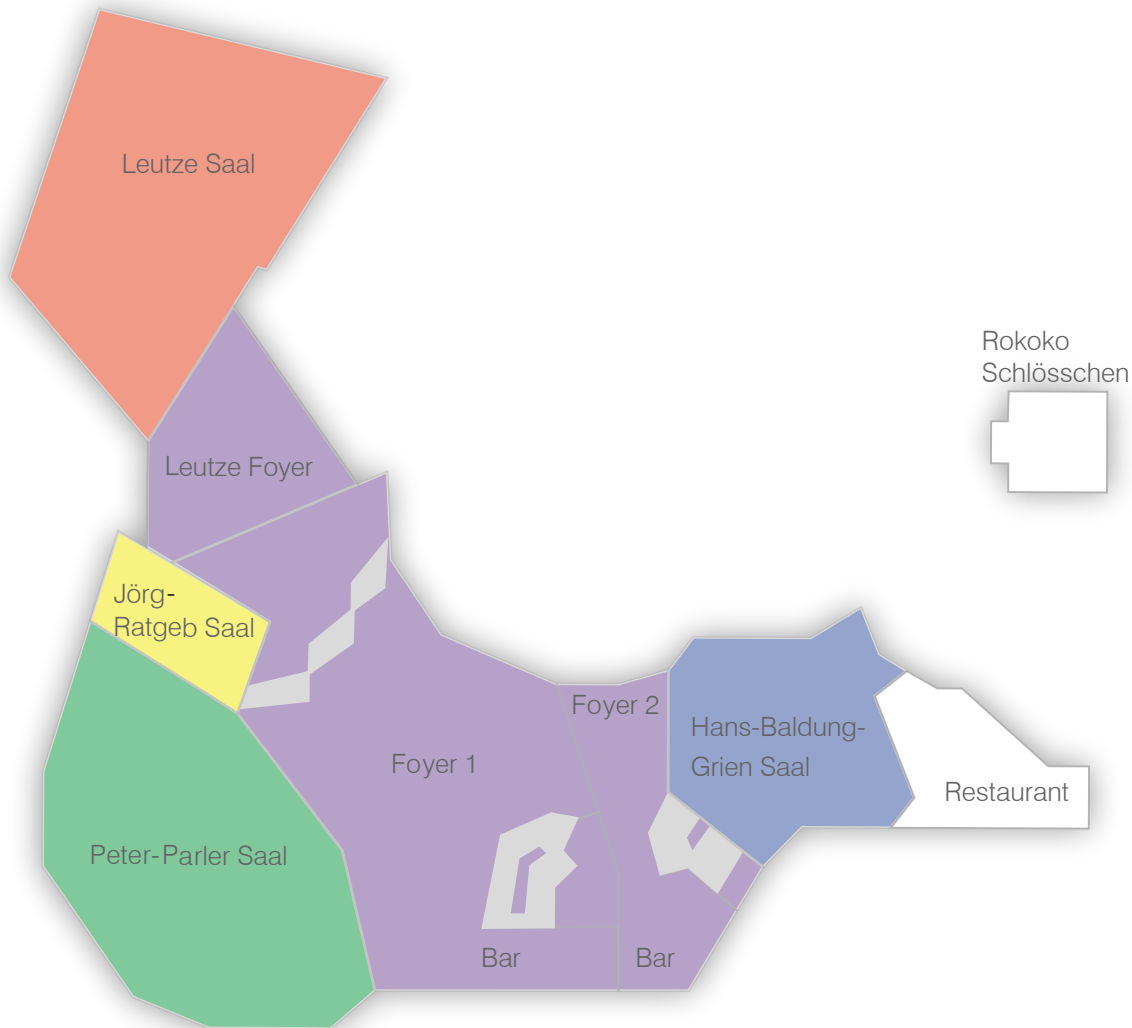 Leutze Saal
Rokoko
Schlösschen
Leutze Foyer
Jörg-
Ratgeb Saal
Foyer 2
Hans-Baldung-
Grien Saal
Foyer 1
Restaurant
Peter-Parler Saal
Bar
Bar